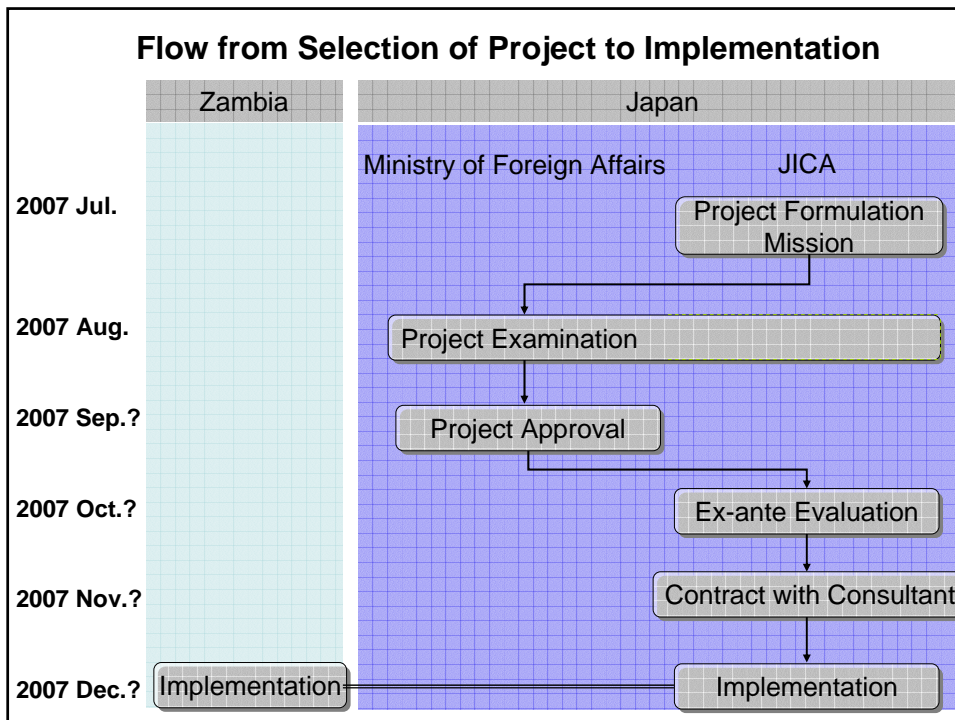 Flow from Selection of Project to Implementation
Zambia
Japan
Ministry of Foreign Affairs
JICA
2007 Jul.
Project Formulation
Mission
2007 Aug.
Project Examination
2007 Sep.?
Project Approval
2007 Oct.?
Ex-ante Evaluation
2007 Nov.?
Contract with Consultant
2007 Dec.?
Implementation
Implementation